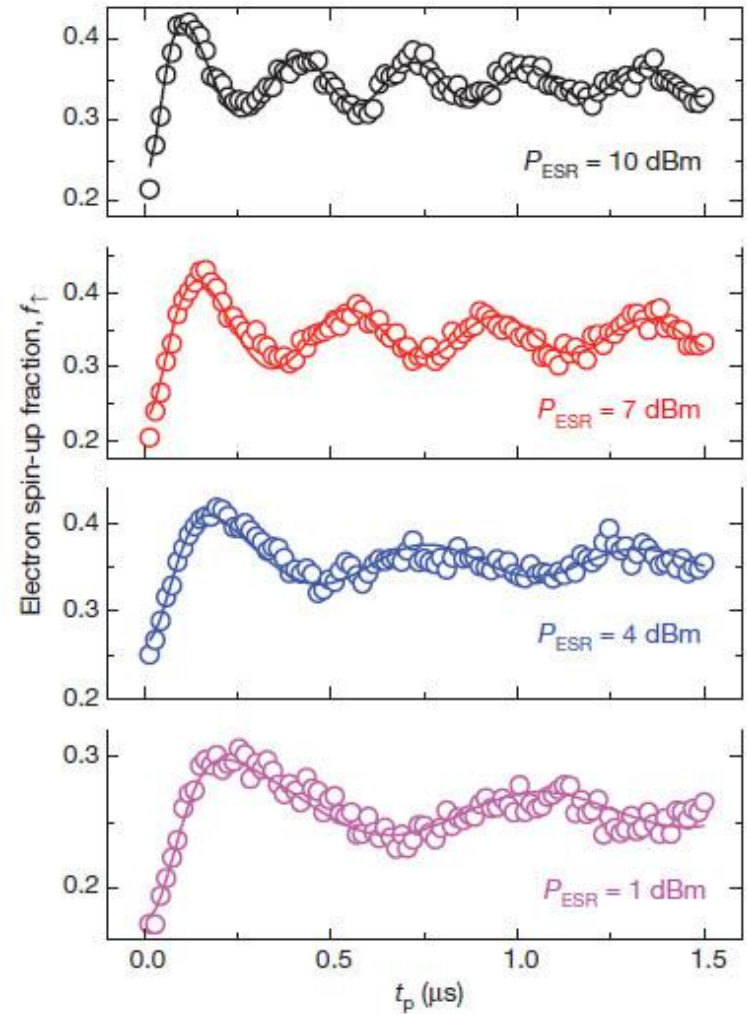 0.4
0.3
0.2
P_ESR = 10 dBm
0.4
0.3
0.2
P_ESR = 7 dBm
Electron spin-up fraction, f↑
0.4
0.3
0.2
P_ESR = 4 dBm
0.3
0.2
P_ESR = 1 dBm
0.0 0.5 1.0 1.5
t_p (μs)